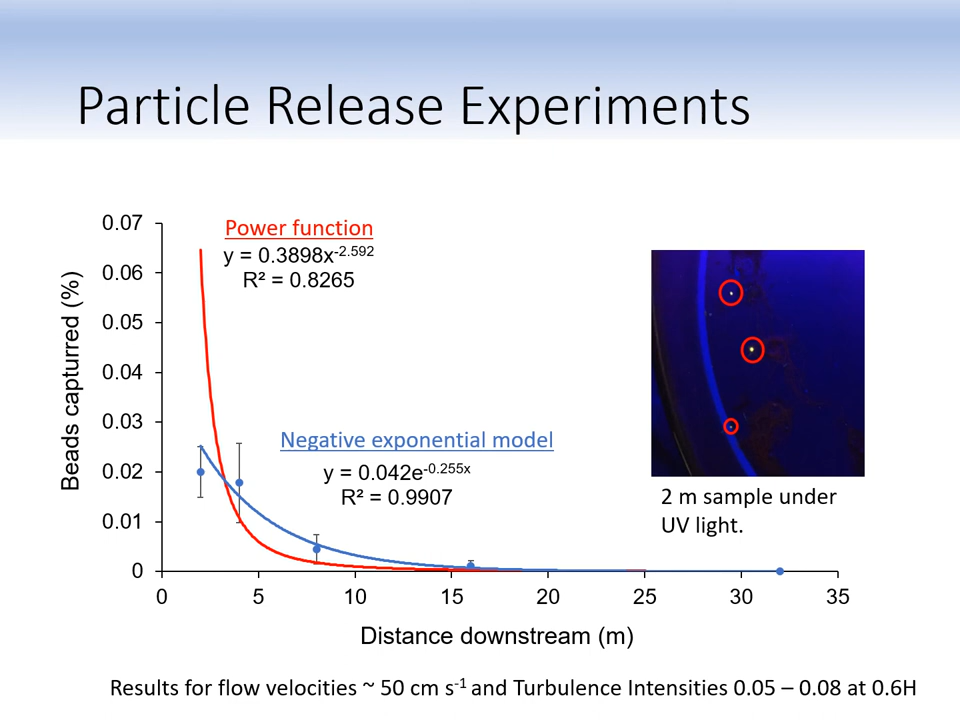 Particle Release Experiments
Beads capturred (%)
0.07
0.06
0.05
0.04
0.03
0.02
0.01
0
Power function
y = 0.3898x^-2.592
R² = 0.8265
Negative exponential model
y = 0.042e^-0.255x
R² = 0.9907
0 5 10 15 20 25 30 35
Distance downstream (m)
2 m sample under
UV light.
Results for flow velocities ~ 50 cm s⁻¹ and Turbulence Intensities 0.05 – 0.08 at 0.6H